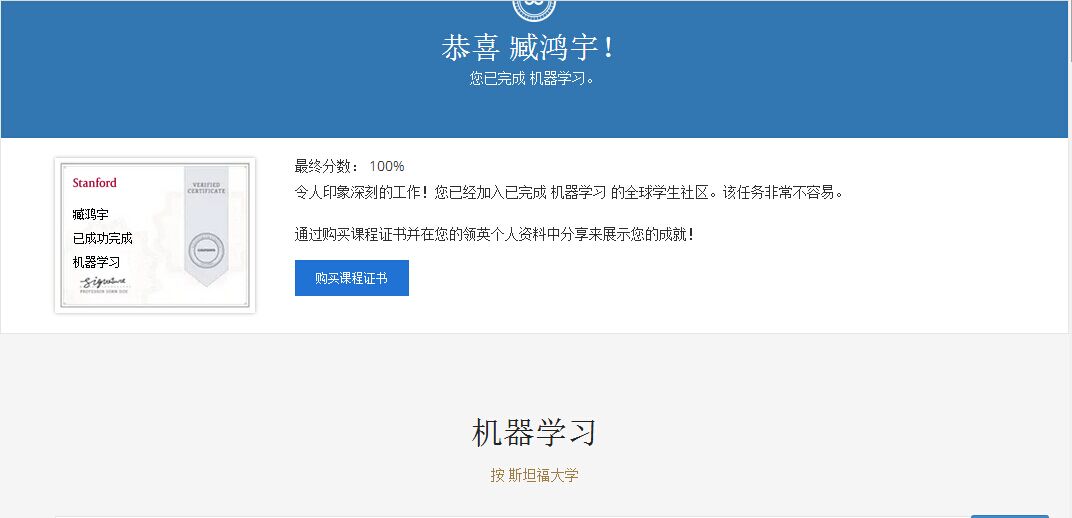 恭喜 臧鸿宇！
您已完成 机器学习。
最终分数： 100%
令人印象深刻的工作！您已经加入已完成 机器学习 的全球学生社区。该任务非常不容易。
通过购买课程证书并在您的领英个人资料中分享来展示您的成就！
购买课程证书
Stanford
VERIFIED
CERTIFICATE
臧鸿宇
已成功完成
机器学习
Signature
PROFESSOR JOHN DOE
机器学习
按 斯坦福大学